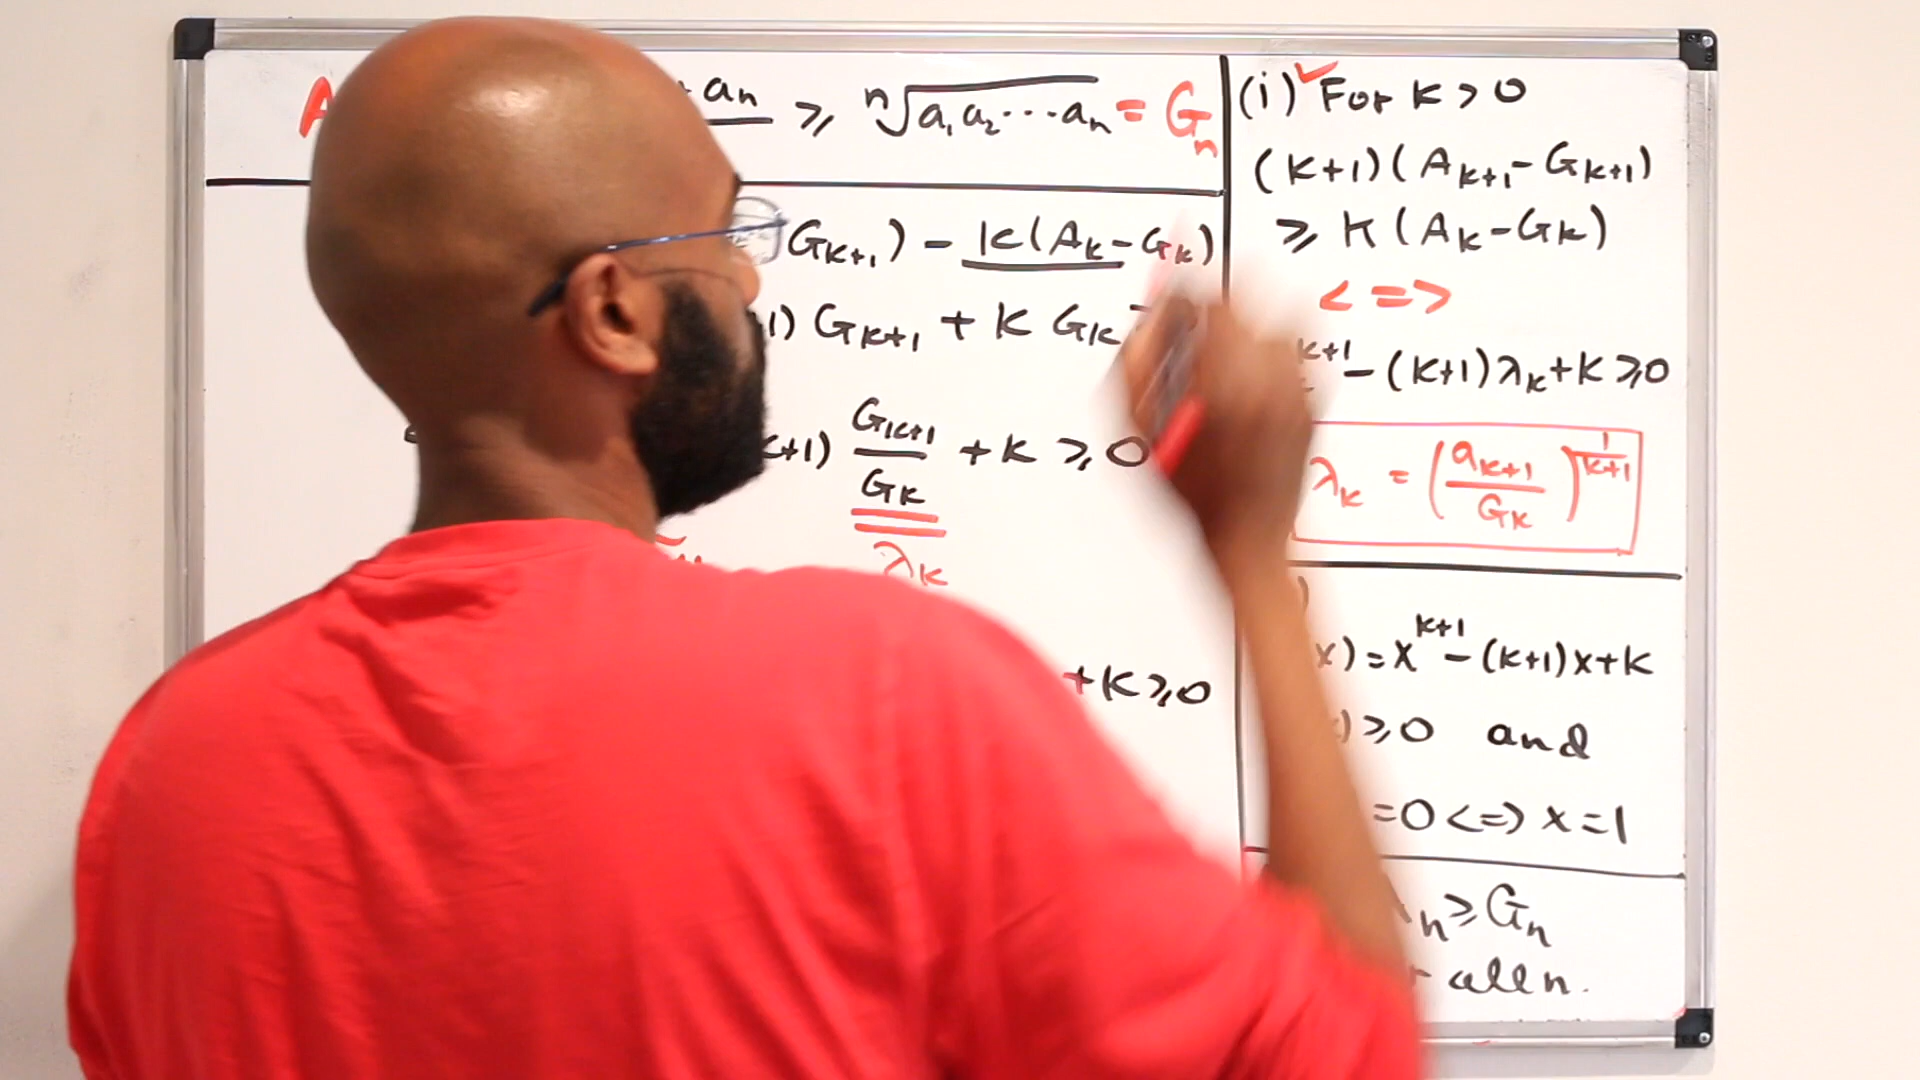 A an ≥ ⁿ√a₁a₂⋯aₙ = Gₙ
Gₖ₊₁) - K(Aₖ-Gₖ)
1) Gₖ₊₁ + K Gₖ
+1) Gₖ₊₁/Gₖ + K ≥ 0
λₖ
+K≥0
(i) ✓ For K > 0
(K+1)(Aₖ₊₁ - Gₖ₊₁)
≥ K(Aₖ-Gₖ)
<=>
k+1 - (K+1)λₖ+K≥0
λₖ = (aₖ₊₁/Gₖ)^(1/(k+1))
)
x)=X^(k+1) - (K+1)x+K
)≥0 and
=0<=> x=1
n≥Gₙ
all n.